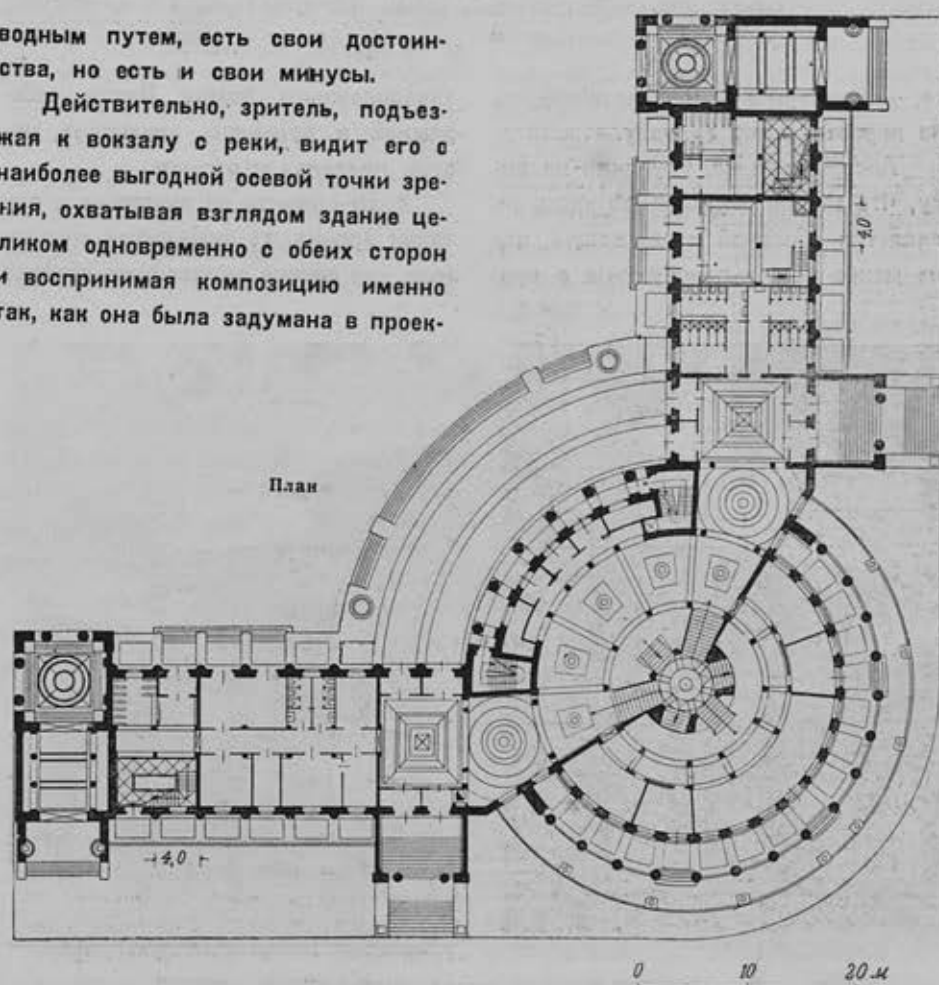 водным путем, есть свои достоин-
ства, но есть и свои минусы.
Действительно, зритель, подъез-
жая к вокзалу с реки, видит его с
наиболее выгодной осевой точки зре-
ния, охватывая взглядом здание це-
ликом одновременно с обеих сторон
и воспринимая композицию именно
так, как она была задумана в проек-
План
4,0
4,0
0 10 20 м